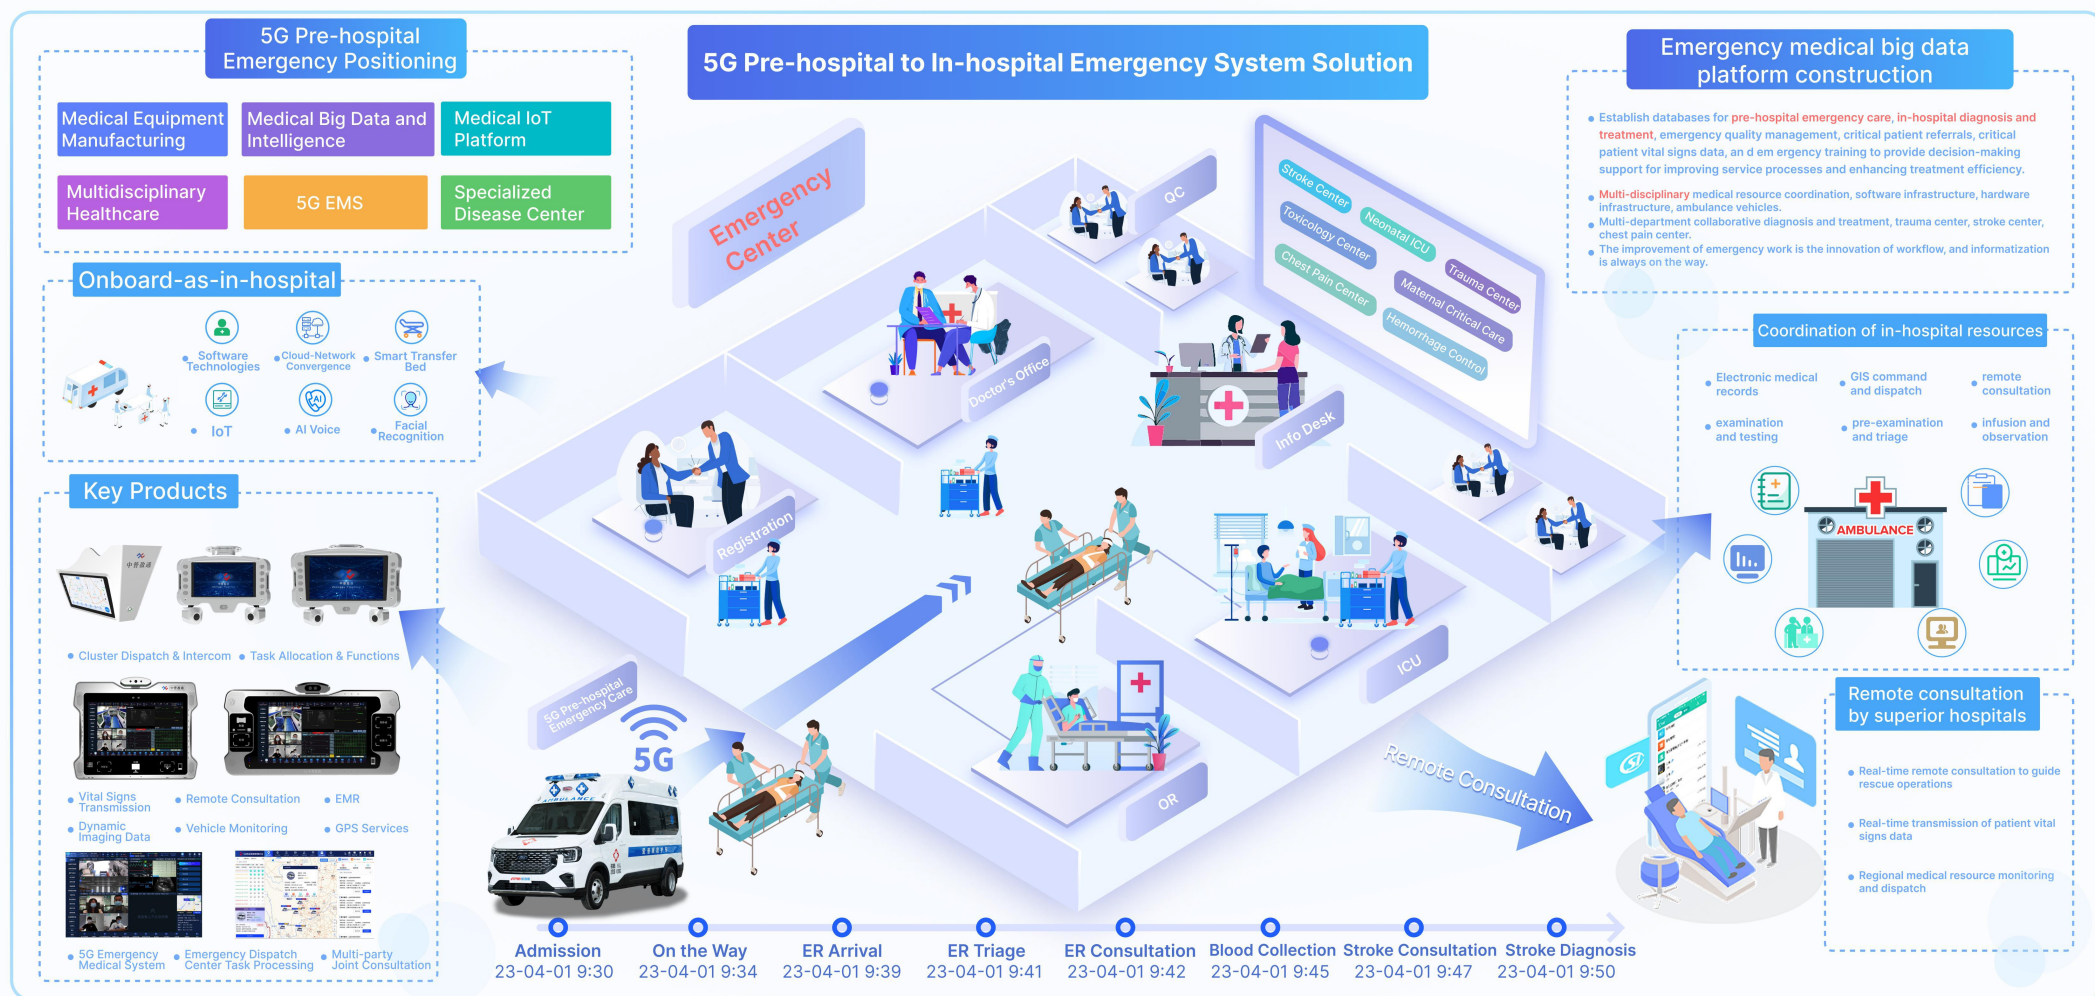 5G Pre-hospital
Emergency Positioning
Medical Equipment
Manufacturing
Medical Big Data and
Intelligence
Medical IoT
Platform
Multidisciplinary
Healthcare
5G EMS
Specialized
Disease Center
Onboard-as-in-hospital
Software
Technologies
Cloud-Network
Convergence
Smart Transfer
Bed
IoT
AI
AI Voice
Facial
Recognition
Key Products
中普盈通
Cluster Dispatch & Intercom
Task Allocation & Functions
Vital Signs
Transmission
Remote Consultation
EMR
Dynamic
Imaging Data
Vehicle Monitoring
GPS Services
5G Emergency
Medical System
Emergency Dispatch
Center Task Processing
Multi-party
Joint Consultation
5G Pre-hospital to In-hospital Emergency System Solution
Emergency
Center
QC
Stroke Center
Neonatal ICU
Toxicology Center
Trauma Center
Chest Pain Center
Maternal Critical Care
Hemorrhage Control
Doctor's Office
Info Desk
Registration
ICU
OR
5G Pre-hospital
Emergency Care
5G
AMBULANCE
Remote Consultation
Admission
23-04-01 9:30
On the Way
23-04-01 9:34
ER Arrival
23-04-01 9:39
ER Triage
23-04-01 9:41
ER Consultation
23-04-01 9:42
Blood Collection
23-04-01 9:45
Stroke Consultation
23-04-01 9:47
Stroke Diagnosis
23-04-01 9:50
Emergency medical big data
platform construction
Establish databases for pre-hospital emergency care, in-hospital diagnosis and
treatment, emergency quality management, critical patient referrals, critical
patient vital signs data, an d em ergency training to provide decision-making
support for improving service processes and enhancing treatment efficiency.
Multi-disciplinary medical resource coordination, software infrastructure, hardware
infrastructure, ambulance vehicles.
Multi-department collaborative diagnosis and treatment, trauma center, stroke center,
chest pain center.
The improvement of emergency work is the innovation of workflow, and informatization
is always on the way.
Coordination of in-hospital resources
Electronic medical
records
GIS command
and dispatch
remote
consultation
examination
and testing
pre-examination
and triage
infusion and
observation
AMBULANCE
Remote consultation
by superior hospitals
Real-time remote consultation to guide
rescue operations
Real-time transmission of patient vital
signs data
Regional medical resource monitoring
and dispatch